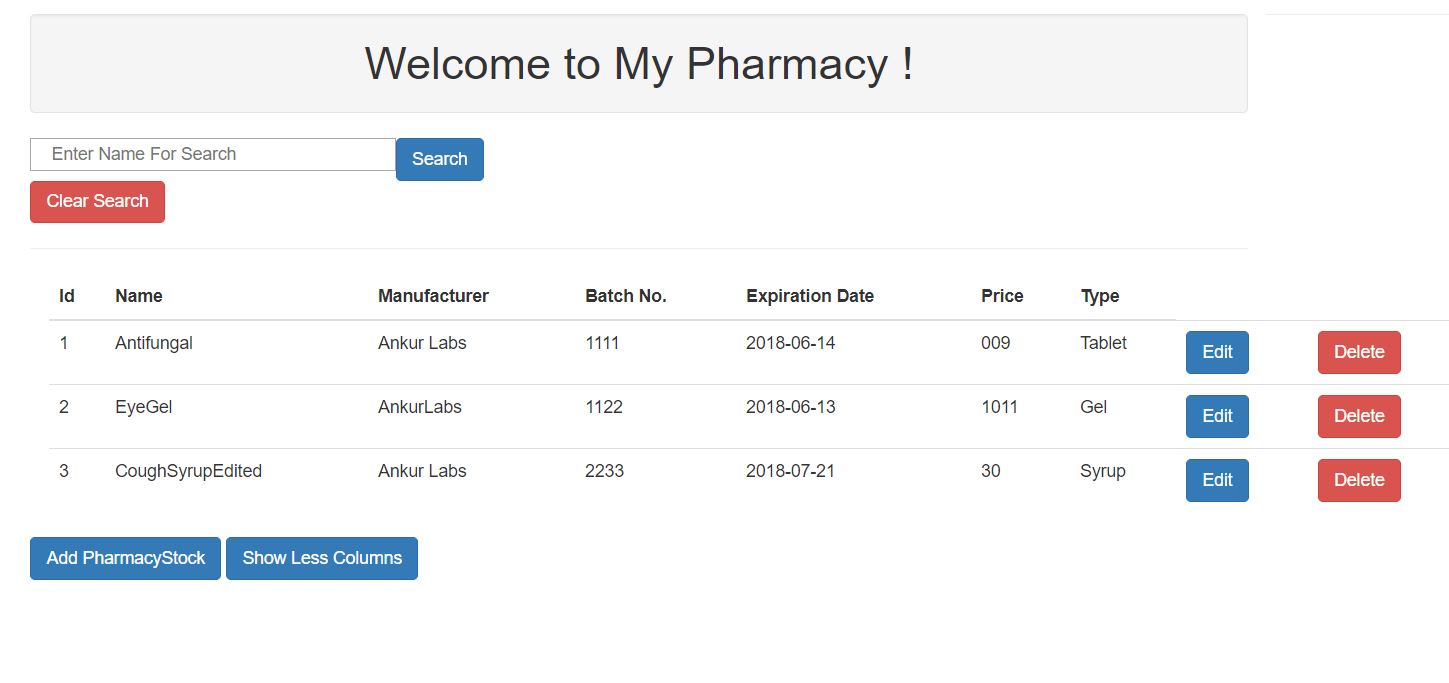 Welcome to My Pharmacy !
Enter Name For Search Search
Clear Search
Id Name Manufacturer Batch No. Expiration Date Price Type
1 Antifungal Ankur Labs 1111 2018-06-14 009 Tablet Edit Delete
2 EyeGel AnkurLabs 1122 2018-06-13 1011 Gel Edit Delete
3 CoughSyrupEdited Ankur Labs 2233 2018-07-21 30 Syrup Edit Delete
Add PharmacyStock Show Less Columns